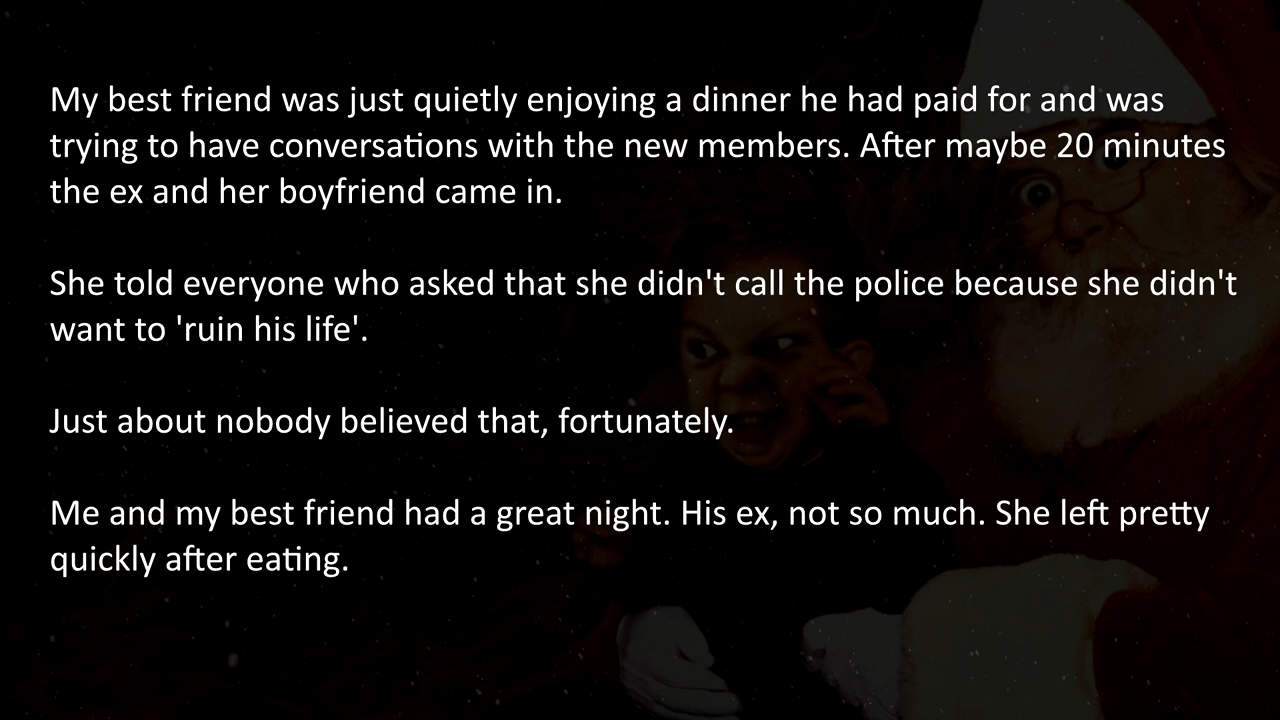 My best friend was just quietly enjoying a dinner he had paid for and was
trying to have conversations with the new members. After maybe 20 minutes
the ex and her boyfriend came in.
She told everyone who asked that she didn't call the police because she didn't
want to 'ruin his life'.
Just about nobody believed that, fortunately.
Me and my best friend had a great night. His ex, not so much. She left pretty
quickly after eating.